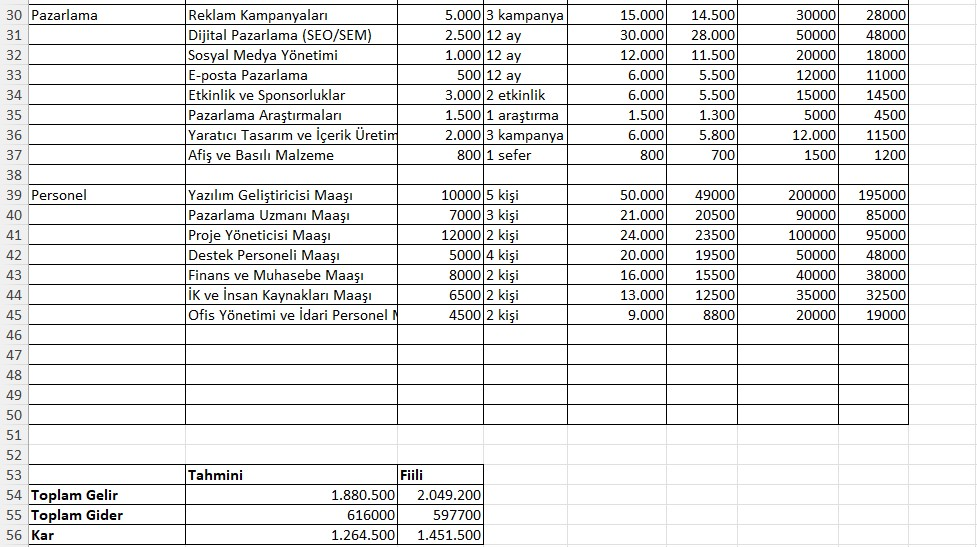 30 Pazarlama Reklam Kampanyaları 5.000 3 kampanya 15.000 14.500 30000 28000
31 Dijital Pazarlama (SEO/SEM) 2.500 12 ay 30.000 28.000 50000 48000
32 Sosyal Medya Yönetimi 1.000 12 ay 12.000 11.500 20000 18000
33 E-posta Pazarlama 500 12 ay 6.000 5.500 12000 11000
34 Etkinlik ve Sponsorluklar 3.000 2 etkinlik 6.000 5.500 15000 14500
35 Pazarlama Araştırmaları 1.500 1 araştırma 1.500 1.300 5000 4500
36 Yaratıcı Tasarım ve İçerik Üretim 2.000 3 kampanya 6.000 5.800 12.000 11500
37 Afiş ve Basılı Malzeme 800 1 sefer 800 700 1500 1200
38
39 Personel Yazılım Geliştiricisi Maaşı 10000 5 kişi 50.000 49000 200000 195000
40 Pazarlama Uzmanı Maaşı 7000 3 kişi 21.000 20500 90000 85000
41 Proje Yöneticisi Maaşı 12000 2 kişi 24.000 23500 100000 95000
42 Destek Personeli Maaşı 5000 4 kişi 20.000 19500 50000 48000
43 Finans ve Muhasebe Maaşı 8000 2 kişi 16.000 15500 40000 38000
44 İK ve İnsan Kaynakları Maaşı 6500 2 kişi 13.000 12500 35000 32500
45 Ofis Yönetimi ve İdari Personel 4500 2 kişi 9.000 8800 20000 19000
46
47
48
49
50
51
52
53 Tahmini Fiili
54 Toplam Gelir 1.880.500 2.049.200
55 Toplam Gider 616000 597700
56 Kar 1.264.500 1.451.500